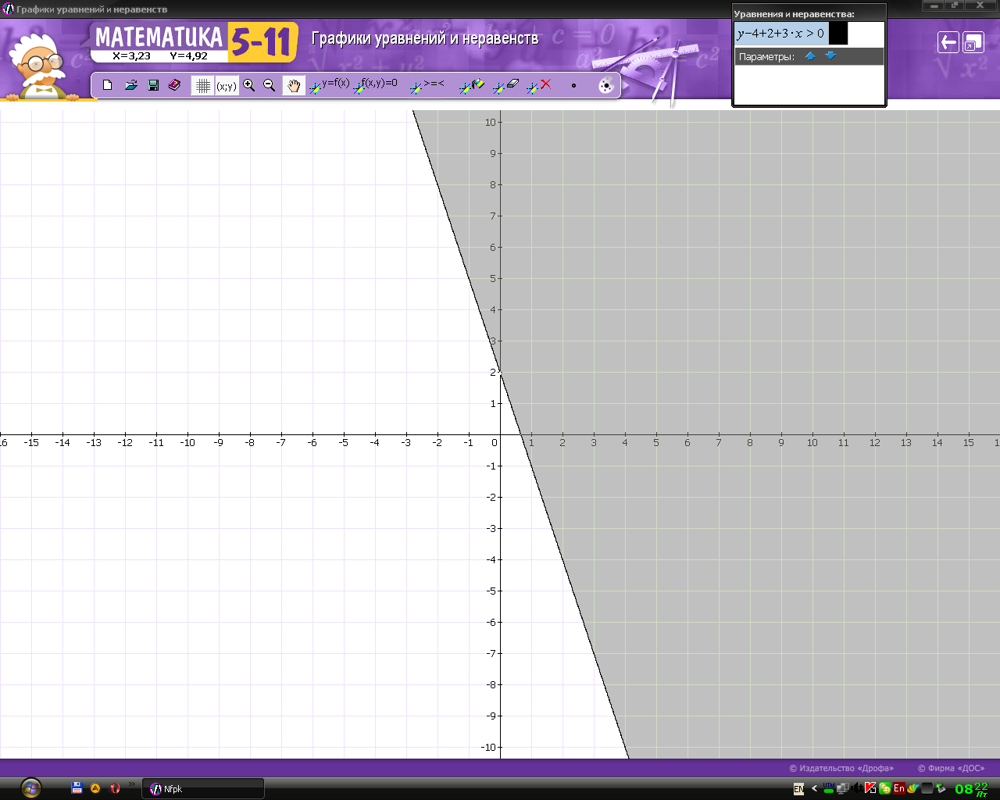 Графики уравнений и неравенств
МАТЕМАТИКА 5-11
X=3,23 Y=4,92
Графики уравнений и неравенств
Уравнения и неравенства:
y−4+2+3·x > 0
Параметры:
(x;y)
y=f(x)
f(x,y)=0
>=<
10
9
8
7
6
5
4
3
2
1
-16 -15 -14 -13 -12 -11 -10 -9 -8 -7 -6 -5 -4 -3 -2 -1 0 1 2 3 4 5 6 7 8 9 10 11 12 13 14 15
-1
-2
-3
-4
-5
-6
-7
-8
-9
-10
© Издательство «Дрофа» © Фирма «ДОС»
Nfpk
EN
UTM
En
08 22
Пт